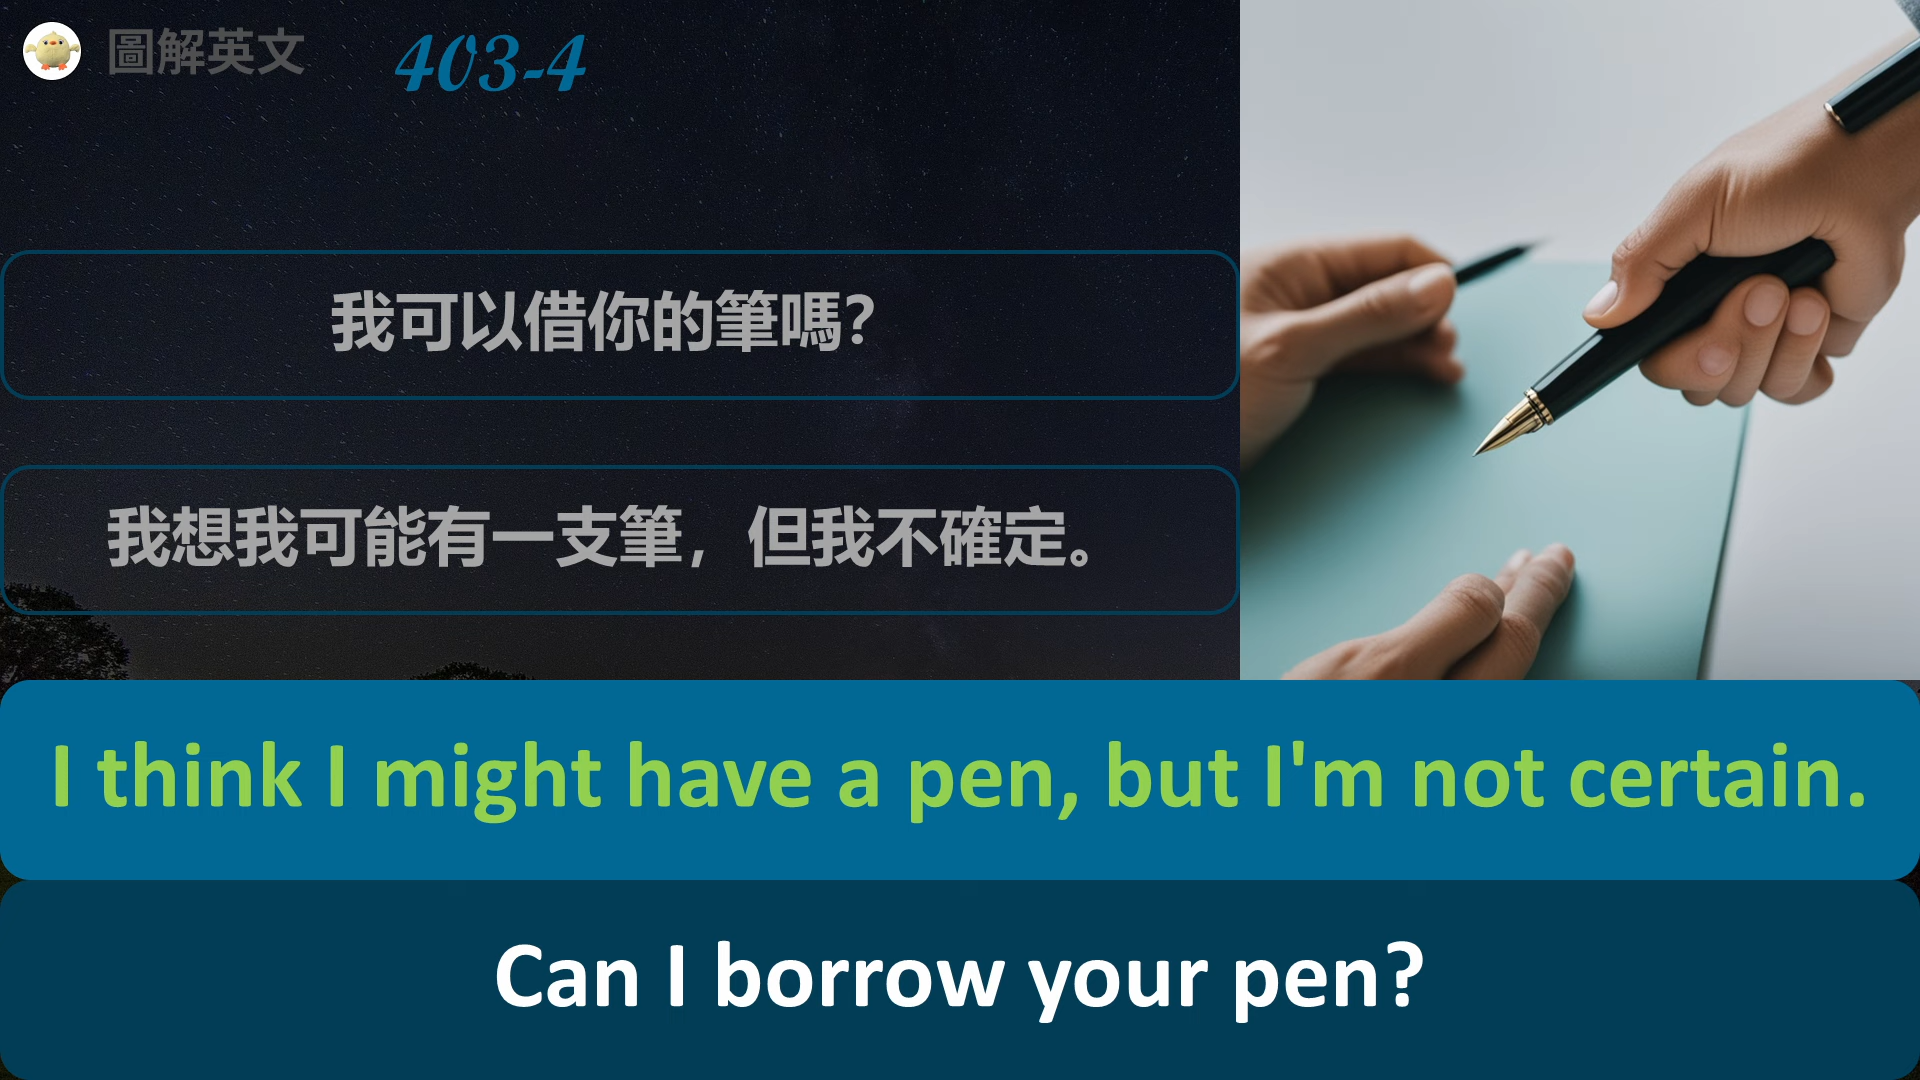 圖解英文
403-4
我可以借你的筆嗎?
我想我可能有一支筆，但我不確定。
I think I might have a pen, but I'm not certain.
Can I borrow your pen?